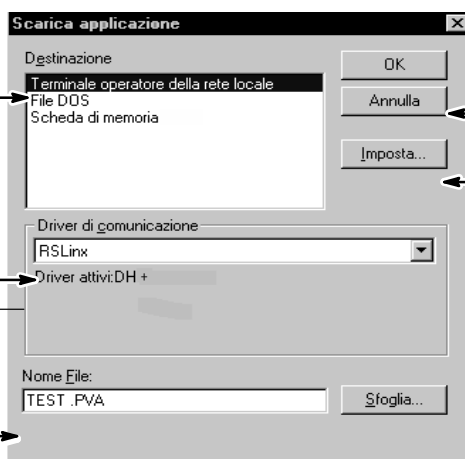 Scarica applicazione
Destinazione
Terminale operatore della rete locale
File DOS
Scheda di memoria
OK
Annulla
Imposta...
Driver di comunicazione
RSLinx
Driver attivi:DH +
Nome File:
TEST .PVA
Sfoglia...